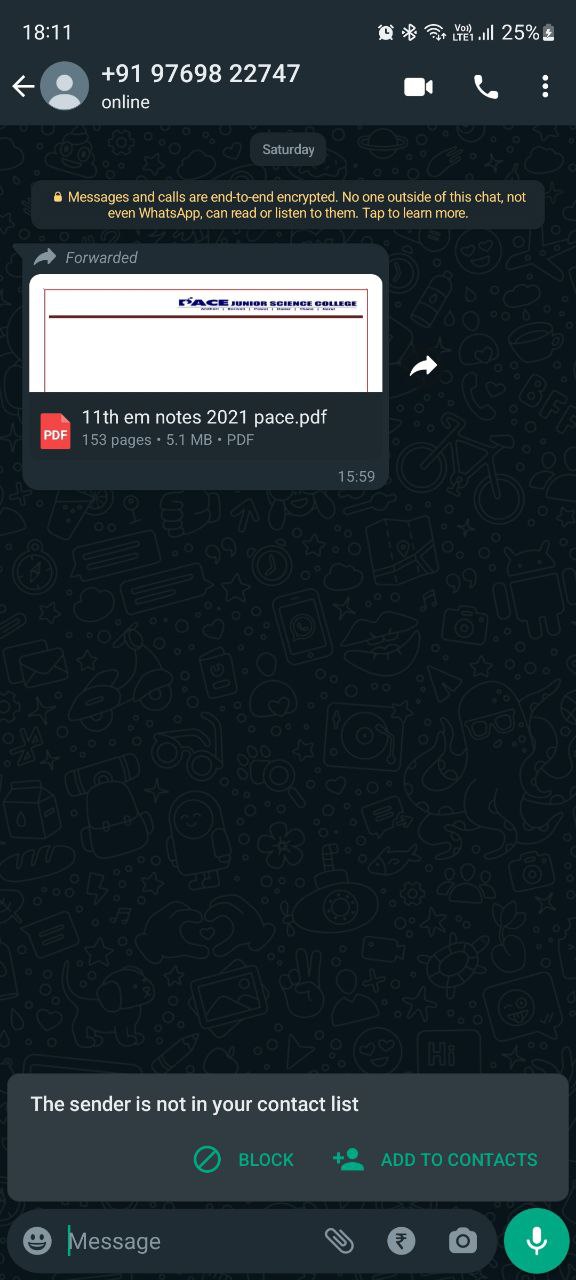 18:11
Vo) LTE1 25%
+91 97698 22747
online
Saturday
Messages and calls are end-to-end encrypted. No one outside of this chat, not
even WhatsApp, can read or listen to them. Tap to learn more.
Forwarded
PACE JUNIOR SCIENCE COLLEGE
PDF
11th em notes 2021 pace.pdf
153 pages • 5.1 MB • PDF
15:59
Hi
The sender is not in your contact list
BLOCK
ADD TO CONTACTS
Message